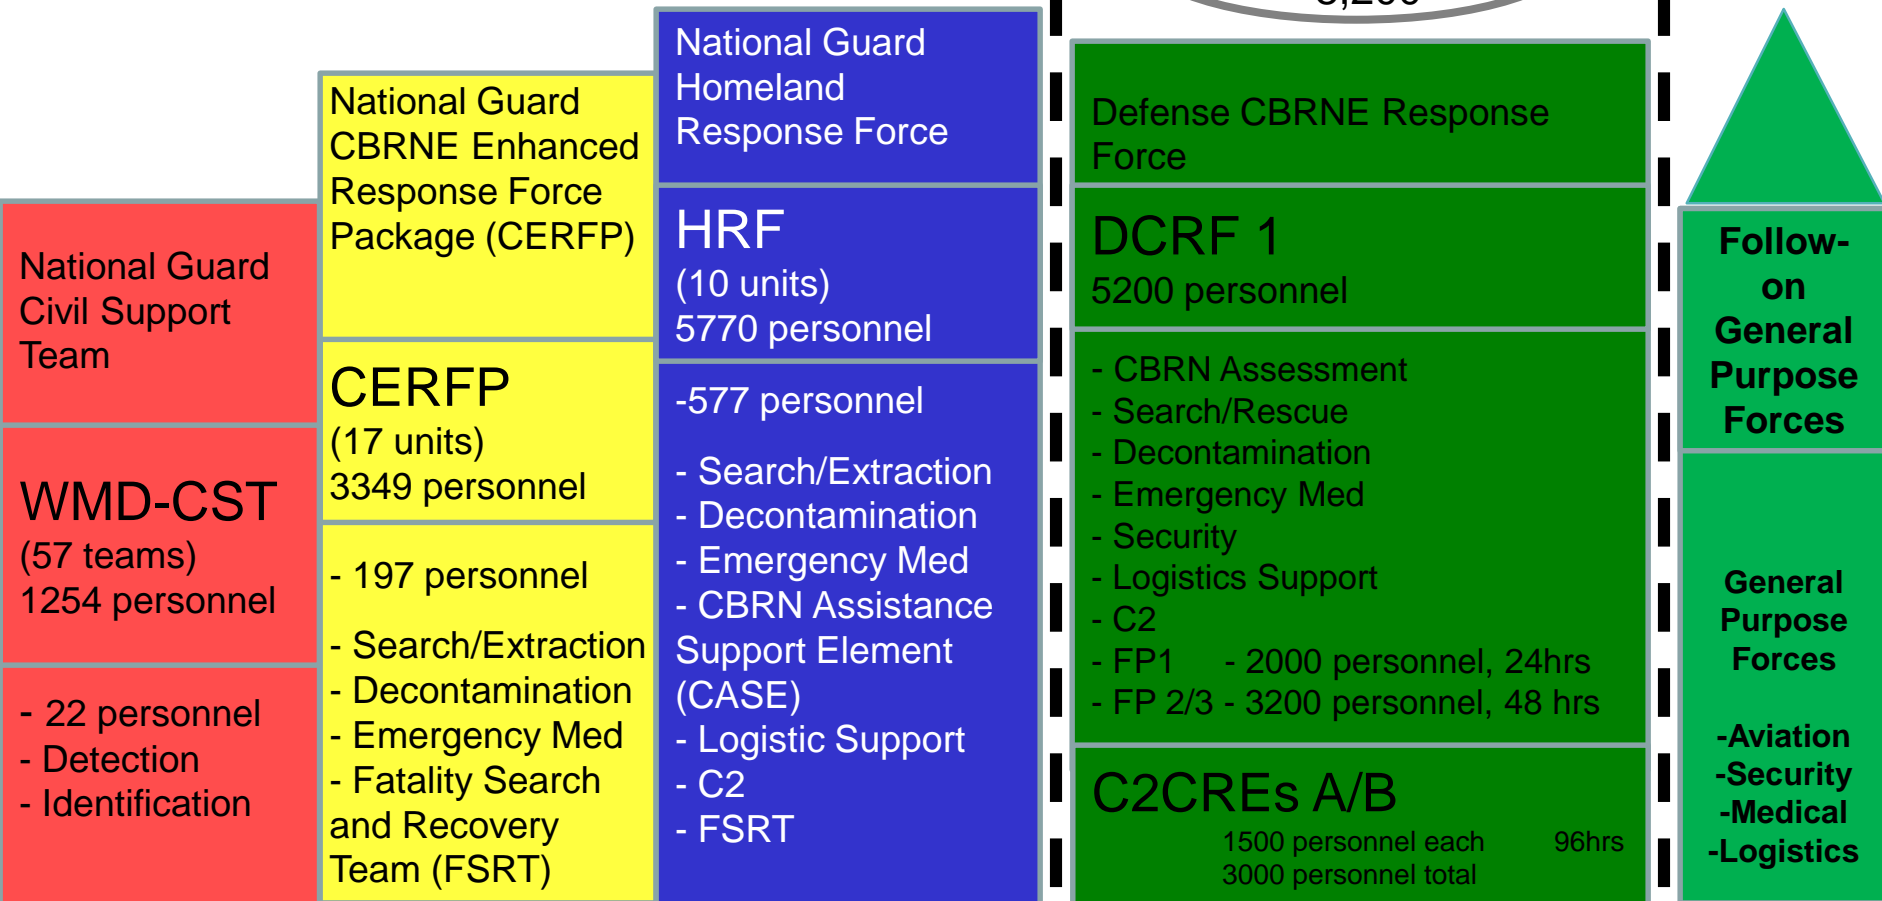 National Guard
Civil Support
Team
WMD-CST
(57 teams)
1254 personnel
- 22 personnel
- Detection
- Identification
National Guard
CBRNE Enhanced
Response Force
Package (CERFP)
CERFP
(17 units)
3349 personnel
- 197 personnel
- Search/Extraction
- Decontamination
- Emergency Med
- Fatality Search
and Recovery
Team (FSRT)
National Guard
Homeland
Response Force
HRF
(10 units)
5770 personnel
-577 personnel
- Search/Extraction
- Decontamination
- Emergency Med
- CBRN Assistance
Support Element
(CASE)
- Logistic Support
- C2
- FSRT
Defense CBRNE Response
Force
DCRF 1
5200 personnel
- CBRN Assessment
- Search/Rescue
- Decontamination
- Emergency Med
- Security
- Logistics Support
- C2
- FP1 - 2000 personnel, 24hrs
- FP 2/3 - 3200 personnel, 48 hrs
C2CREs A/B
1500 personnel each 96hrs
3000 personnel total
Follow-
on
General
Purpose
Forces
General
Purpose
Forces
-Aviation
-Security
-Medical
-Logistics